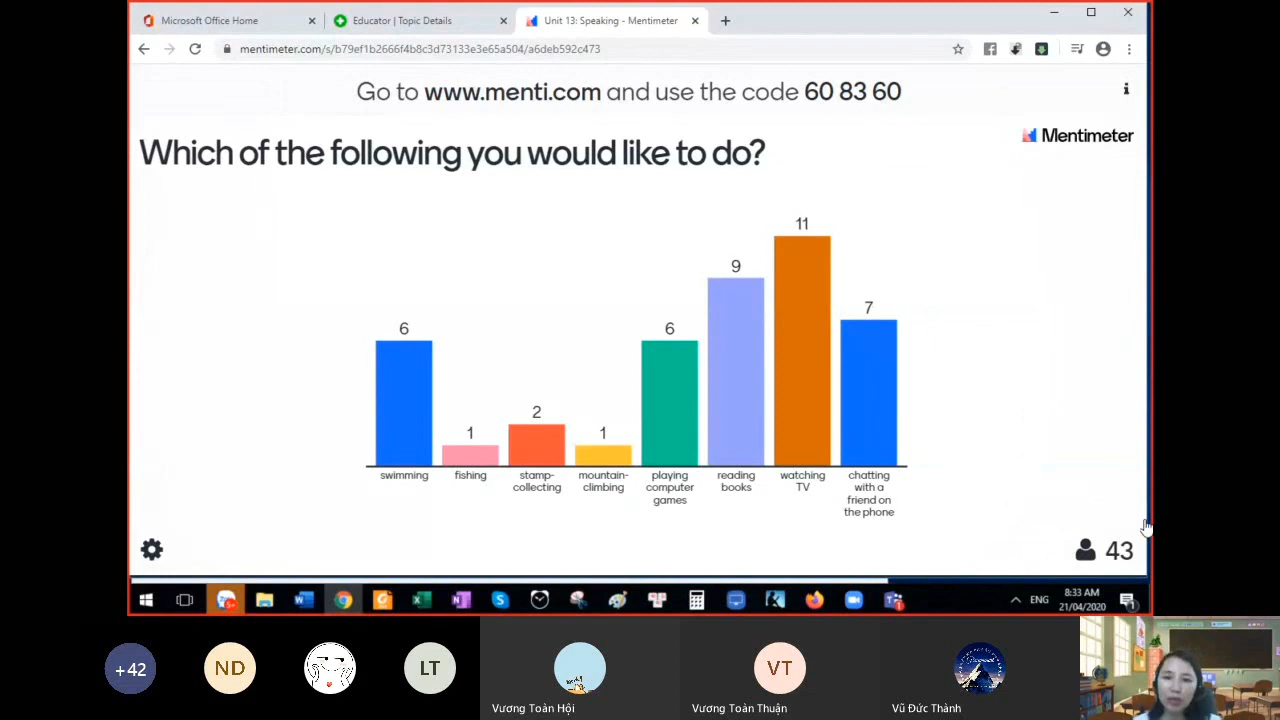 Microsoft Office Home
Educator | Topic Details
Unit 13: Speaking - Mentimeter
mentimeter.com/s/b79ef1b2666f4b8c3d73133e3e65a504/a6deb592c473
Go to www.menti.com and use the code 60 83 60
Mentimeter
Which of the following you would like to do?
6
1
2
1
6
9
11
7
swimming
fishing
stamp-
collecting
mountain-
climbing
playing
computer
games
reading
books
watching
TV
chatting
with a
friend on
the phone
43
ENG
8:33 AM
21/04/2020
+42
ND
LT
VT
Vương Toàn Hội
Vương Toàn Thuận
Vũ Đức Thành